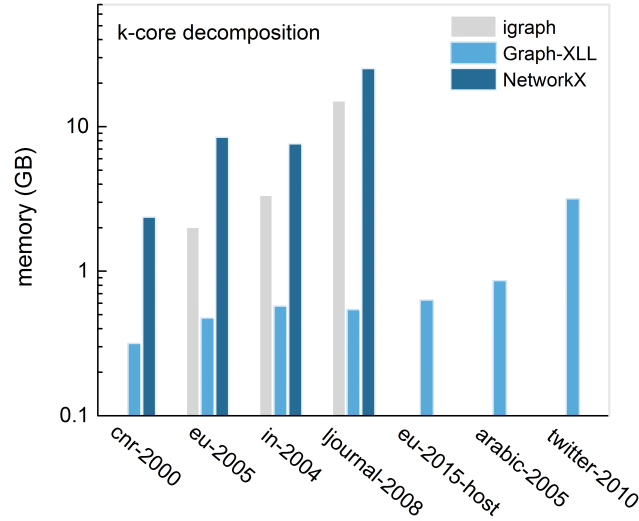 k-core decomposition
igraph
Graph-XLL
NetworkX
memory (GB)
10
1
0.1
cnr-2000
eu-2005
in-2004
ljournal-2008
eu-2015-host
arabic-2005
twitter-2010